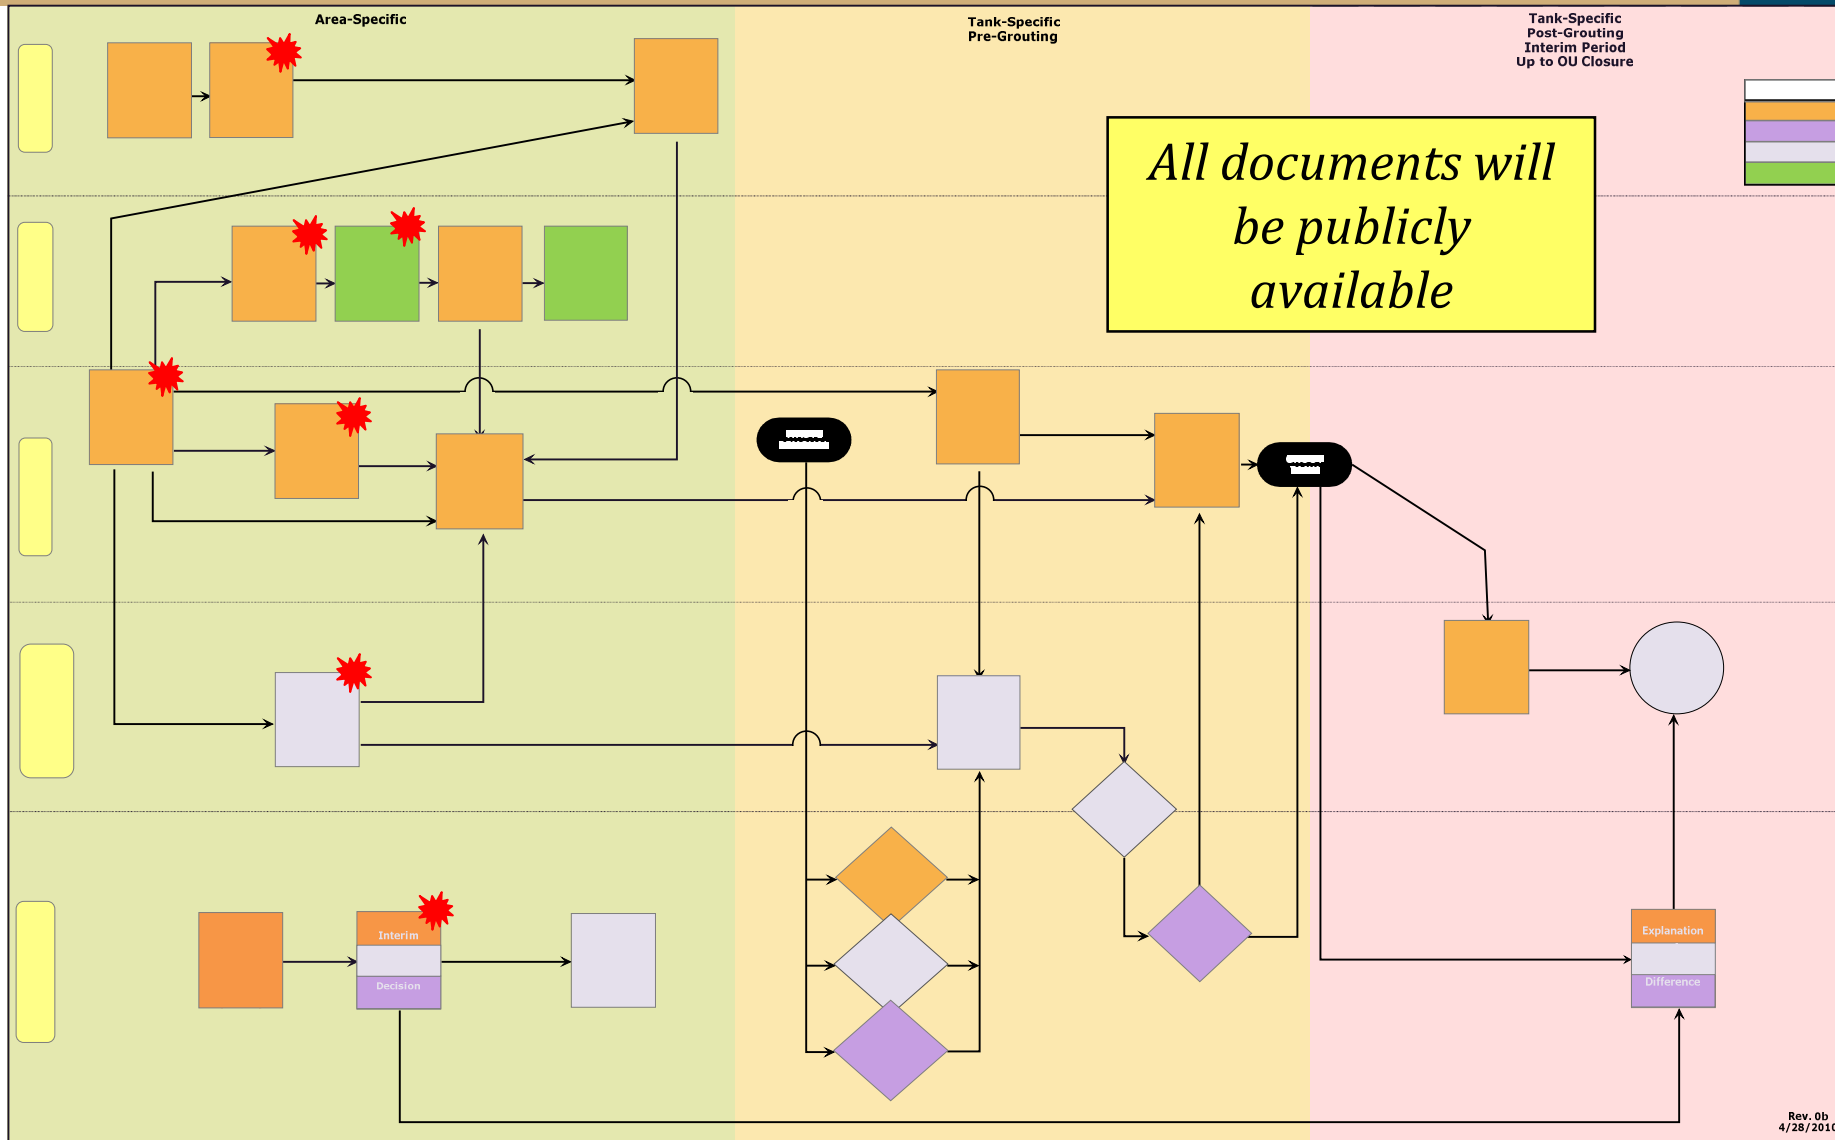 Area-Specific
Tank-Specific
Pre-Grouting
Tank-Specific
Post-Grouting
Interim Period
Up to OU Closure
All documents will
be publicly
available
Interim
Decision
Explanation
Difference
Rev. 0b
4/28/2010